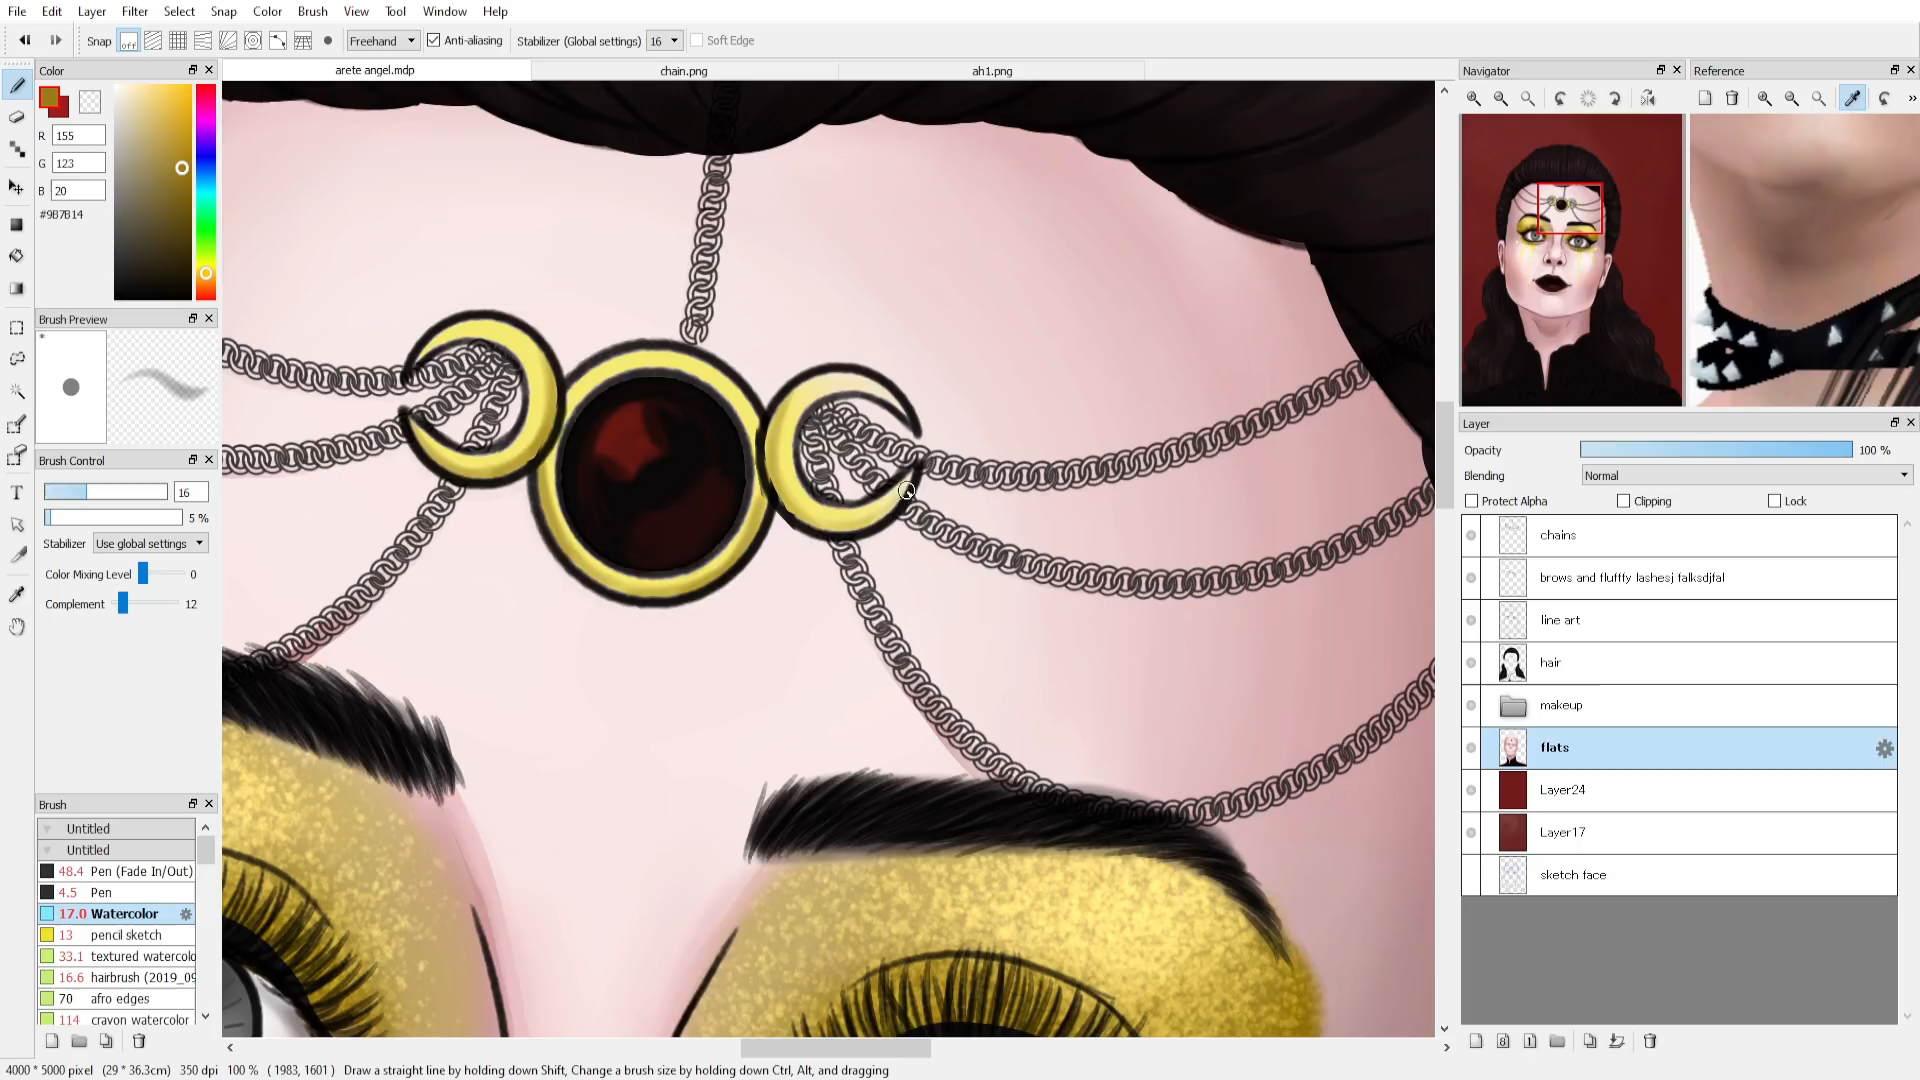 File Edit Layer Filter Select Snap Color Brush View Tool Window Help
Snap off Freehand Anti-aliasing Stabilizer (Global settings) 16 Soft Edge
Color
arete angel.mdp chain.png ah1.png
Navigator
Reference
R 155
G 123
B 20
#9B7B14
Brush Preview
*
Brush Control
16
5 %
Stabilizer Use global settings
Color Mixing Level 0
Complement 12
Brush
Untitled
Untitled
48.4 Pen (Fade In/Out)
4.5 Pen
17.0 Watercolor
13 pencil sketch
33.1 textured watercolo
16.6 hairbrush (2019_09
70 afro edges
114 crayon watercolor
Layer
Opacity 100 %
Blending Normal
Protect Alpha Clipping Lock
chains
brows and flufffy lashesj falksdjfal
line art
hair
makeup
flats
Layer24
Layer17
sketch face
8 1
4000 * 5000 pixel (29 * 36.3cm) 350 dpi 100 % ( 1983, 1601 ) Draw a straight line by holding down Shift, Change a brush size by holding down Ctrl, Alt, and dragging